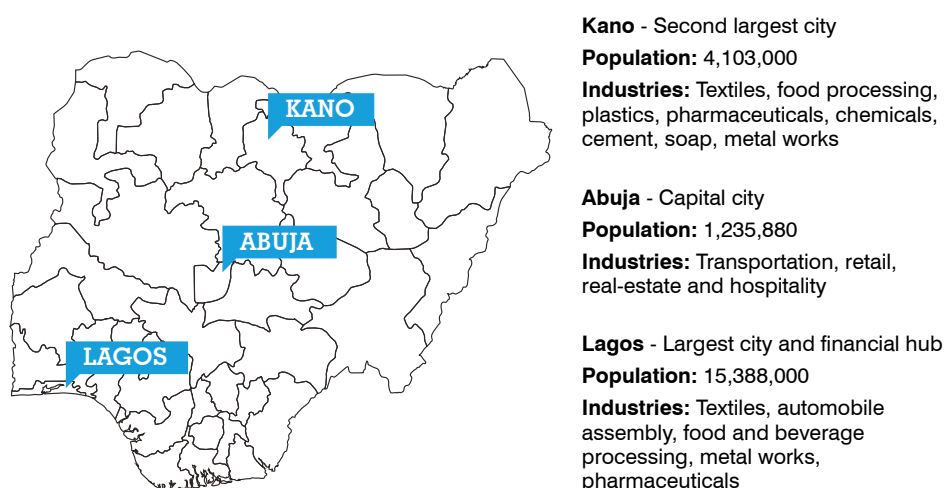 KANO
ABUJA
LAGOS
Kano - Second largest city
Population: 4,103,000
Industries: Textiles, food processing,
plastics, pharmaceuticals, chemicals,
cement, soap, metal works
Abuja - Capital city
Population: 1,235,880
Industries: Transportation, retail,
real-estate and hospitality
Lagos - Largest city and financial hub
Population: 15,388,000
Industries: Textiles, automobile
assembly, food and beverage
processing, metal works,
pharmaceuticals